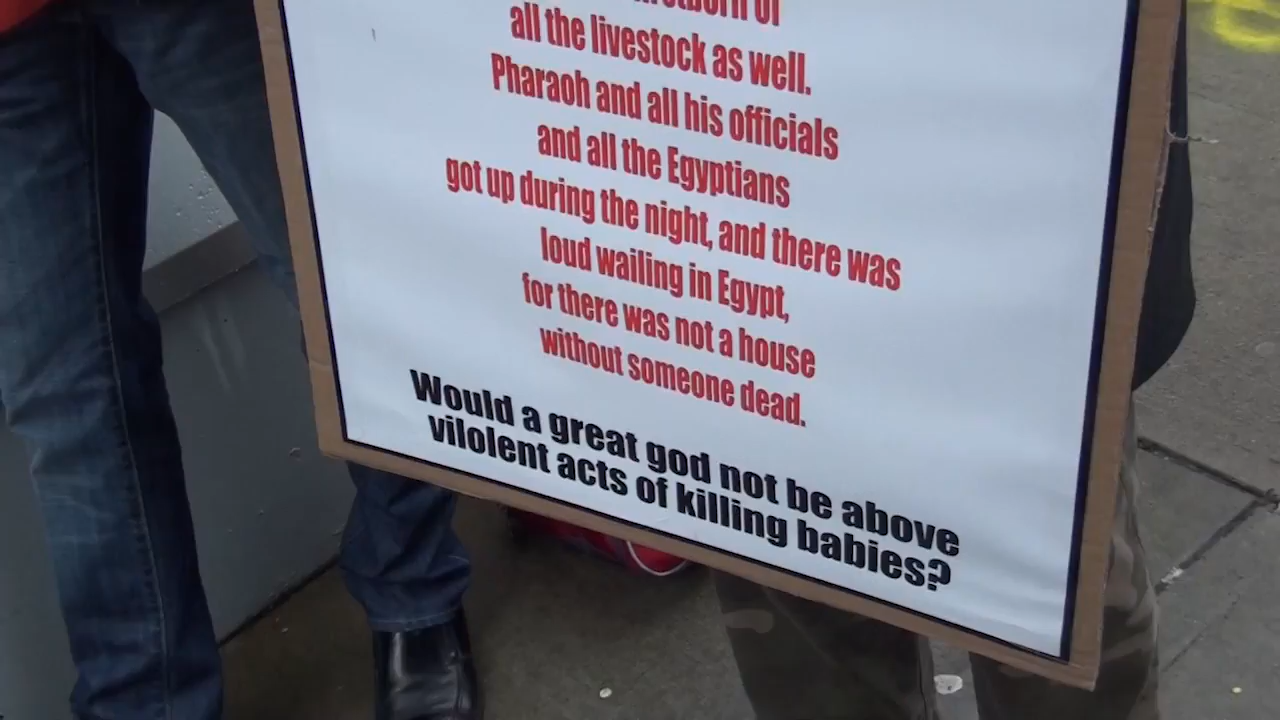 of
all the livestock as well.
Pharaoh and all his officials
and all the Egyptians
got up during the night, and there was
loud wailing in Egypt,
for there was not a house
without someone dead.
Would a great god not be above
vilolent acts of killing babies?